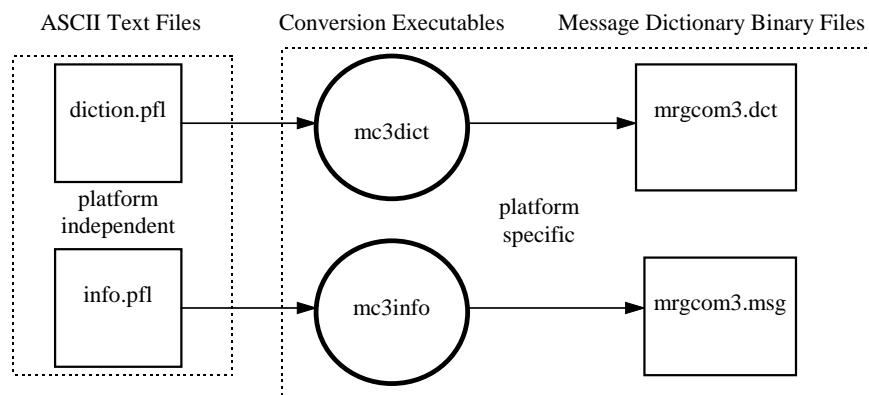 ASCII Text Files
Conversion Executables
Message Dictionary Binary Files
diction.pfl
mc3dict
mrgcom3.dct
platform
independent
platform
specific
info.pfl
mc3info
mrgcom3.msg